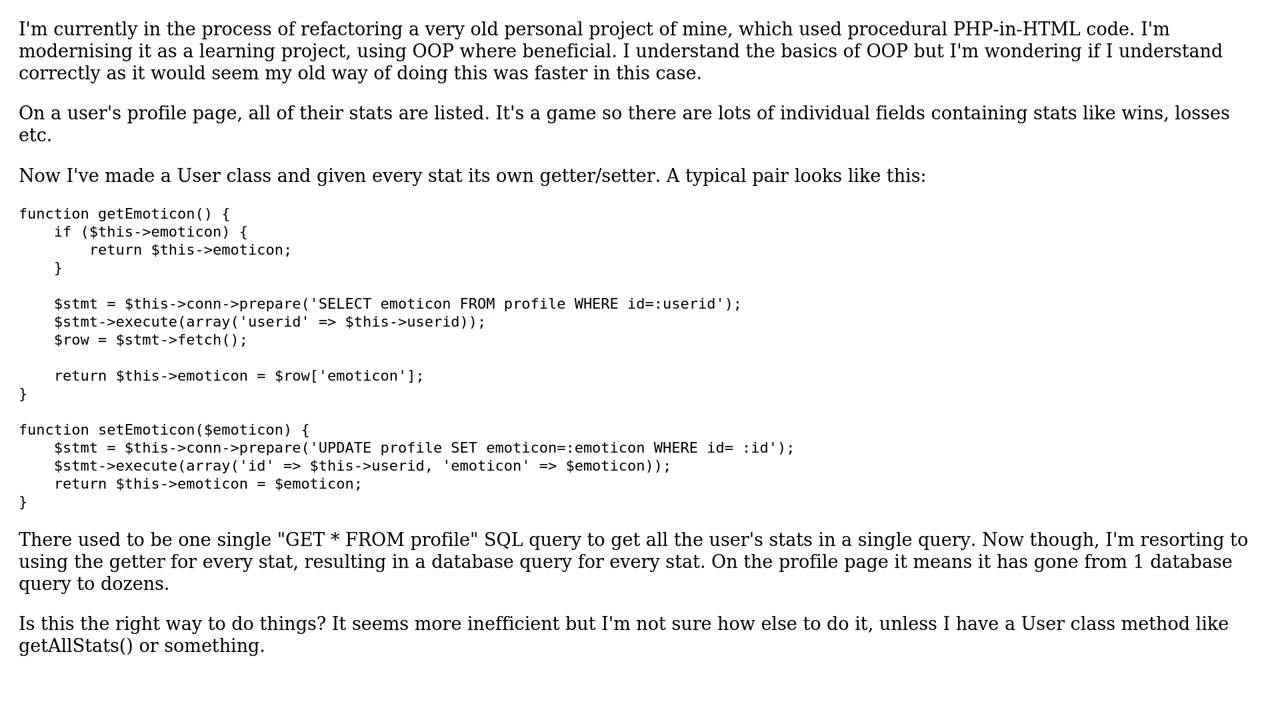 I'm currently in the process of refactoring a very old personal project of mine, which used procedural PHP-in-HTML code. I'm
modernising it as a learning project, using OOP where beneficial. I understand the basics of OOP but I'm wondering if I understand
correctly as it would seem my old way of doing this was faster in this case.
On a user's profile page, all of their stats are listed. It's a game so there are lots of individual fields containing stats like wins, losses
etc.
Now I've made a User class and given every stat its own getter/setter. A typical pair looks like this:
function getEmoticon() {
    if ($this->emoticon) {
        return $this->emoticon;
    }
    $stmt = $this->conn->prepare('SELECT emoticon FROM profile WHERE id=:userid');
    $stmt->execute(array('userid' => $this->userid));
    $row = $stmt->fetch();
    return $this->emoticon = $row['emoticon'];
}
function setEmoticon($emoticon) {
    $stmt = $this->conn->prepare('UPDATE profile SET emoticon=:emoticon WHERE id= :id');
    $stmt->execute(array('id' => $this->userid, 'emoticon' => $emoticon));
    return $this->emoticon = $emoticon;
}
There used to be one single "GET * FROM profile" SQL query to get all the user's stats in a single query. Now though, I'm resorting to
using the getter for every stat, resulting in a database query for every stat. On the profile page it means it has gone from 1 database
query to dozens.
Is this the right way to do things? It seems more inefficient but I'm not sure how else to do it, unless I have a User class method like
getAllStats() or something.